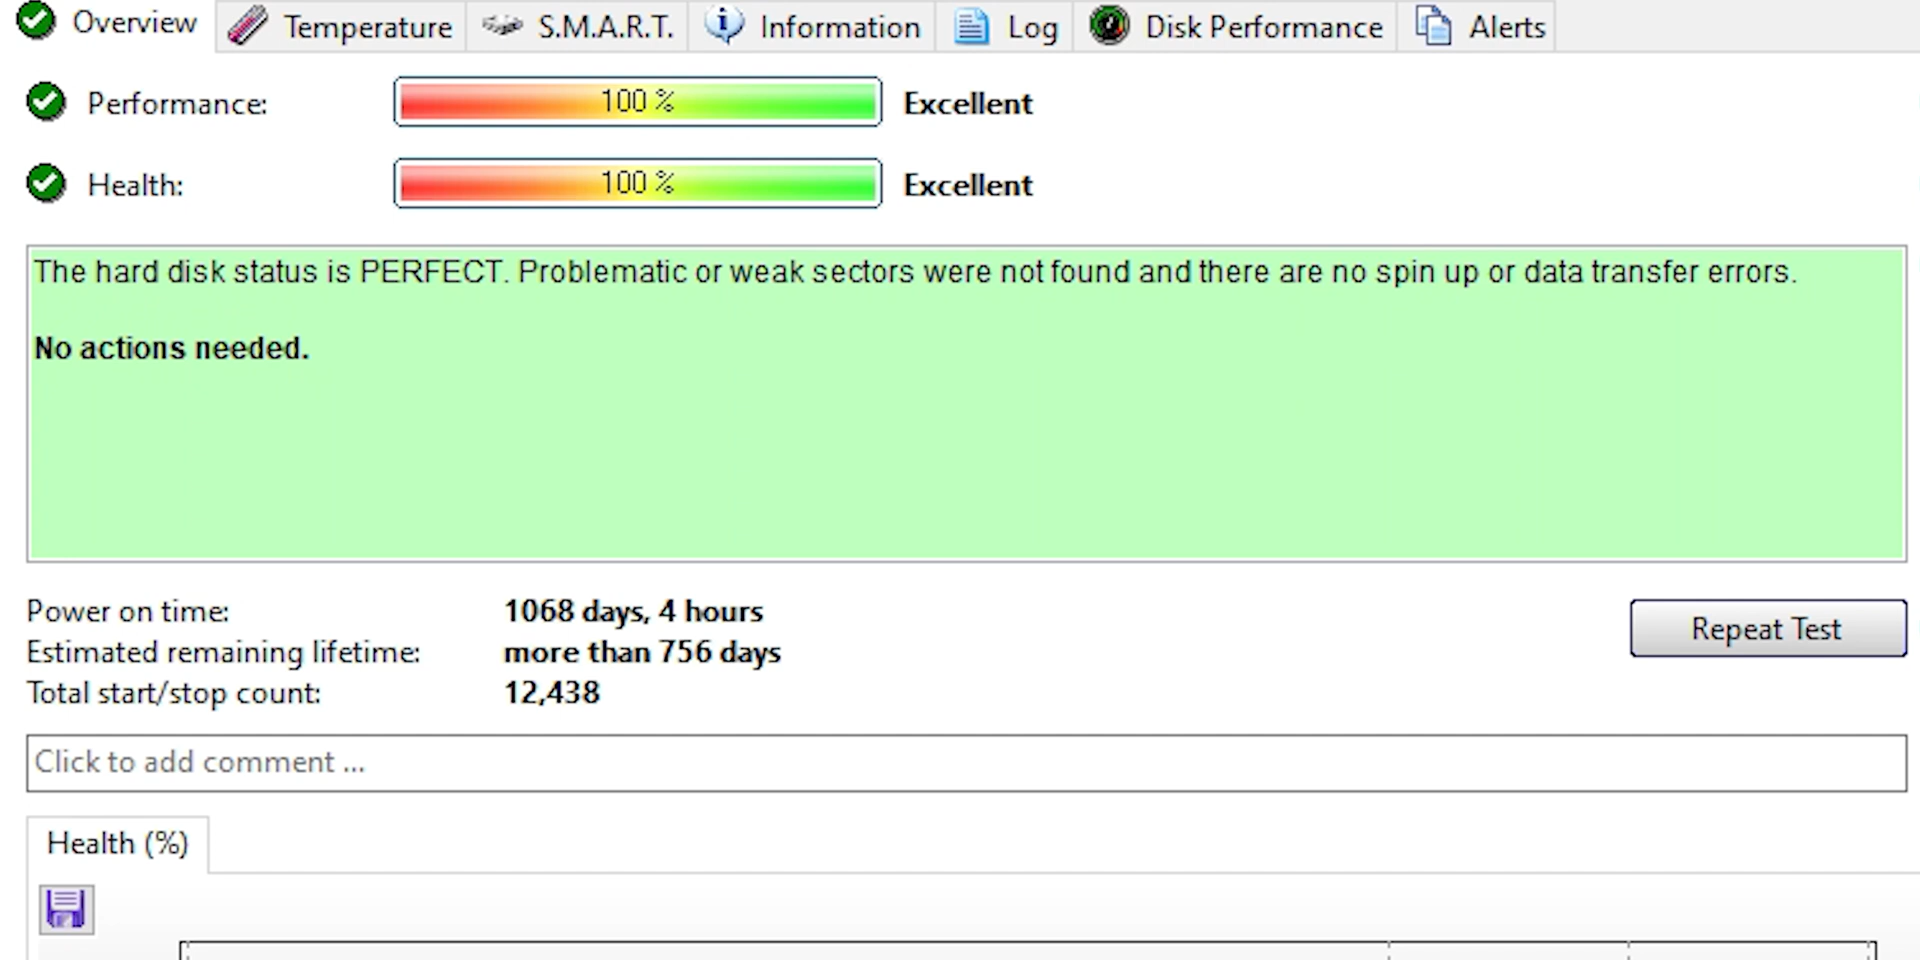 Overview Temperature S.M.A.R.T. Information Log Disk Performance Alerts
Performance: 100 % Excellent
Health: 100 % Excellent
The hard disk status is PERFECT. Problematic or weak sectors were not found and there are no spin up or data transfer errors.
No actions needed.
Power on time: 1068 days, 4 hours
Repeat Test
Estimated remaining lifetime: more than 756 days
Total start/stop count: 12,438
Click to add comment ...
Health (%)